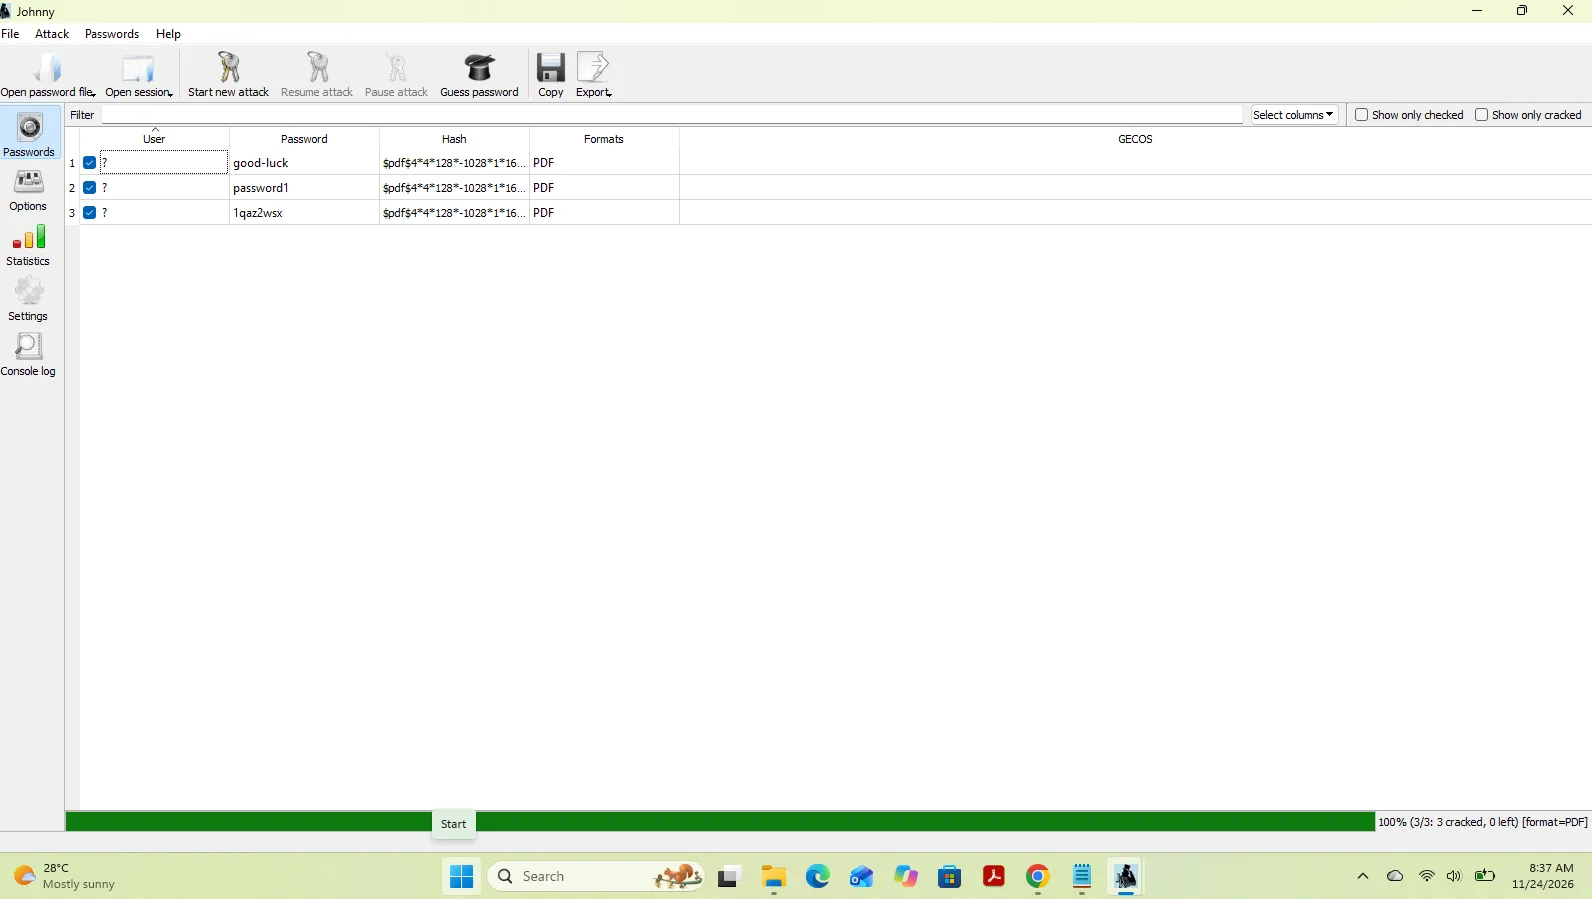 Johnny
File Attack Passwords Help
Open password file Open session Start new attack Resume attack Pause attack Guess password Copy Export
Filter Select columns Show only checked Show only cracked
Passwords
Options
Statistics
Settings
Console log
User Password Hash Formats GECOS
1 ? good-luck $pdf$4*4*128*-1028*1*16... PDF
2 ? password1 $pdf$4*4*128*-1028*1*16... PDF
3 ? 1qaz2wsx $pdf$4*4*128*-1028*1*16... PDF
Start
100% (3/3: 3 cracked, 0 left) [format=PDF]
28°C
Mostly sunny
Search
8:37 AM
11/24/2026